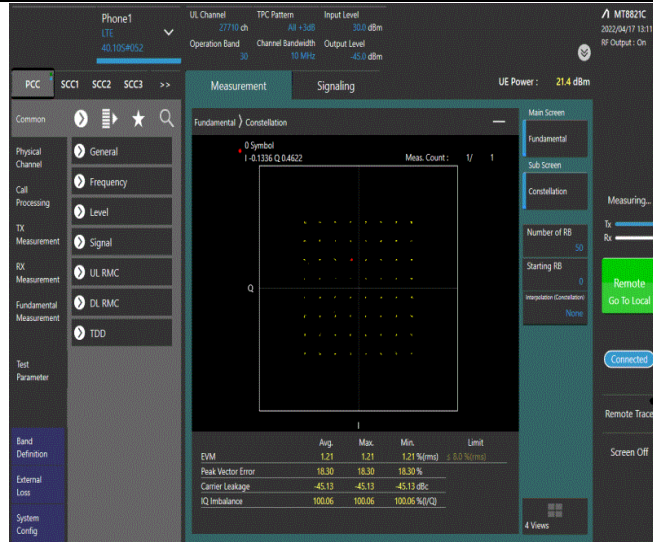 Phone1
LTE
40.10S#052
UL Channel
27710 ch
TPC Pattern
All +3dB
Input Level
30.0 dBm
Operation Band
30
Channel Bandwidth
10 MHz
Output Level
-45.0 dBm
MT8821C
2022/04/17 13:11
RF Output : On
PCC SCC1 SCC2 SCC3 >>
Measurement
Signaling
UE Power : 21.4 dBm
Common
Physical
Channel
Call
Processing
TX
Measurement
RX
Measurement
Fundamental
Measurement
Test
Parameter
Band
Definition
External
Loss
System
Config
General
Frequency
Level
Signal
UL RMC
DL RMC
TDD
Fundamental 〉 Constellation
0 Symbol
I -0.1336 Q 0.4622
Meas. Count : 1/ 1
Q
I
Avg. Max. Min. Limit
EVM 1.21 1.21 1.21 %(rms) ≤ 8.0 %(rms)
Peak Vector Error 18.30 18.30 18.30 %
Carrier Leakage -45.13 -45.13 -45.13 dBc
IQ Imbalance 100.06 100.06 100.06 %(I/Q)
Main Screen
Fundamental
Sub Screen
Constellation
Number of RB
50
Starting RB
0
Interpolation (Constellation)
None
4 Views
Measuring...
Tx
Rx
Remote
Go To Local
Connected
Remote Trace
Screen Off